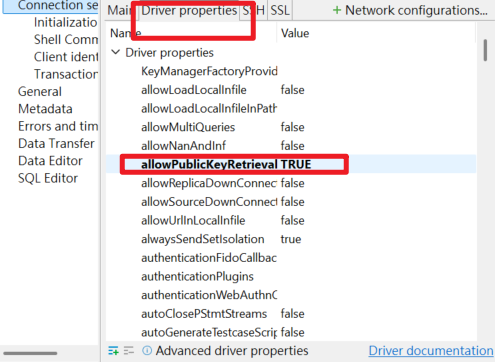 Connection se
Initializatio
Shell Comm
Client ident
Transaction
General
Metadata
Errors and tim
Data Transfer
Data Editor
SQL Editor
Main Driver properties SSH SSL + Network configurations...
Name Value
Driver properties
KeyManagerFactoryProvid
allowLoadLocalInfile false
allowLoadLocalInfileInPath
allowMultiQueries false
allowNanAndInf false
allowPublicKeyRetrieval TRUE
allowReplicaDownConnec false
allowSourceDownConnect false
allowUrlInLocalInfile false
alwaysSendSetIsolation true
authenticationFidoCallbac
authenticationPlugins
authenticationWebAuthnC
autoClosePStmtStreams false
autoGenerateTestcaseScrip false
Advanced driver properties Driver documentation